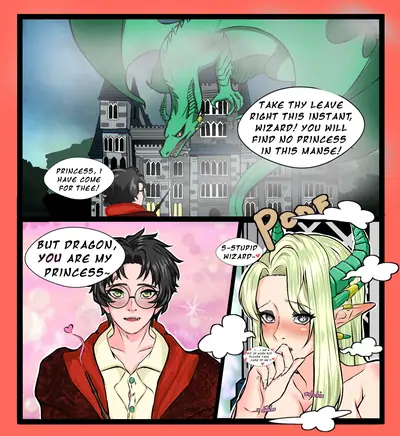 PRINCESS, I
HAVE COME
FOR THEE!
TAKE THY LEAVE
RIGHT THIS INSTANT,
WIZARD! YOU WILL
FIND NO PRINCESS
IN THIS MANSE!
BUT DRAGON,
YOU ARE MY
PRINCESS~
POOF
S-STUPID
WIZARD~